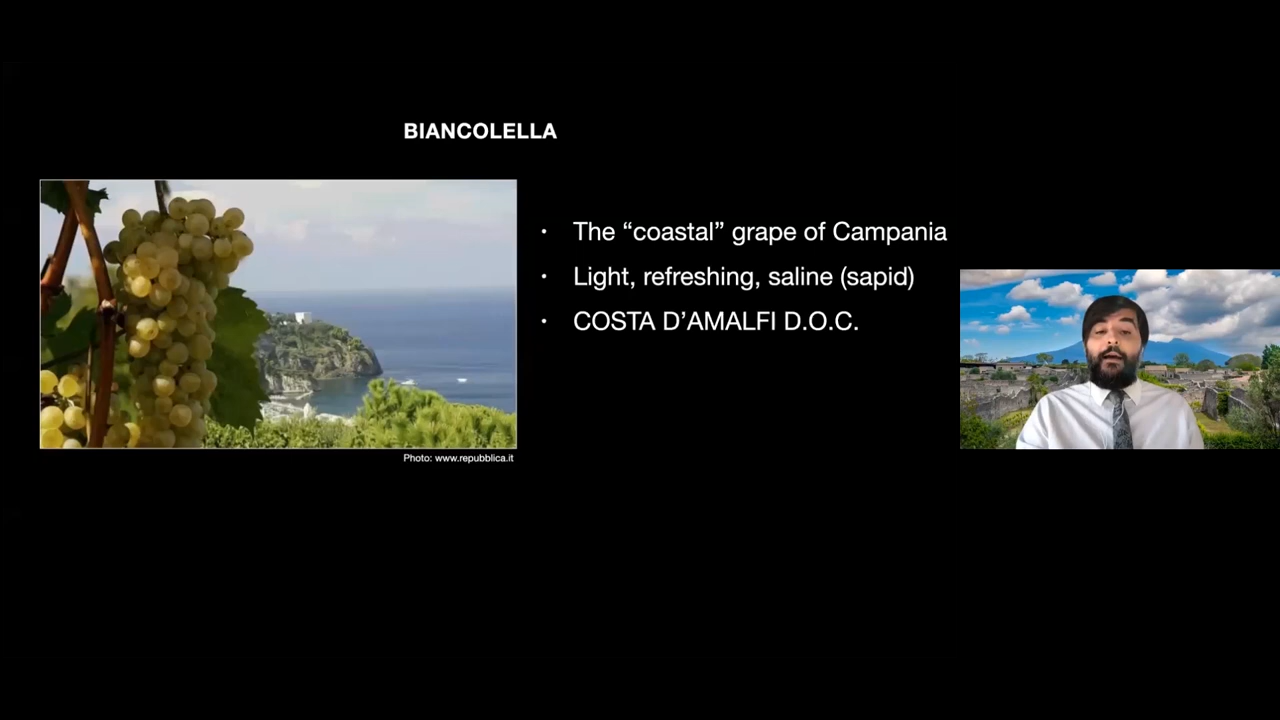 BIANCOLELLA
• The “coastal” grape of Campania
• Light, refreshing, saline (sapid)
• COSTA D’AMALFI D.O.C.
Photo: www.repubblica.it